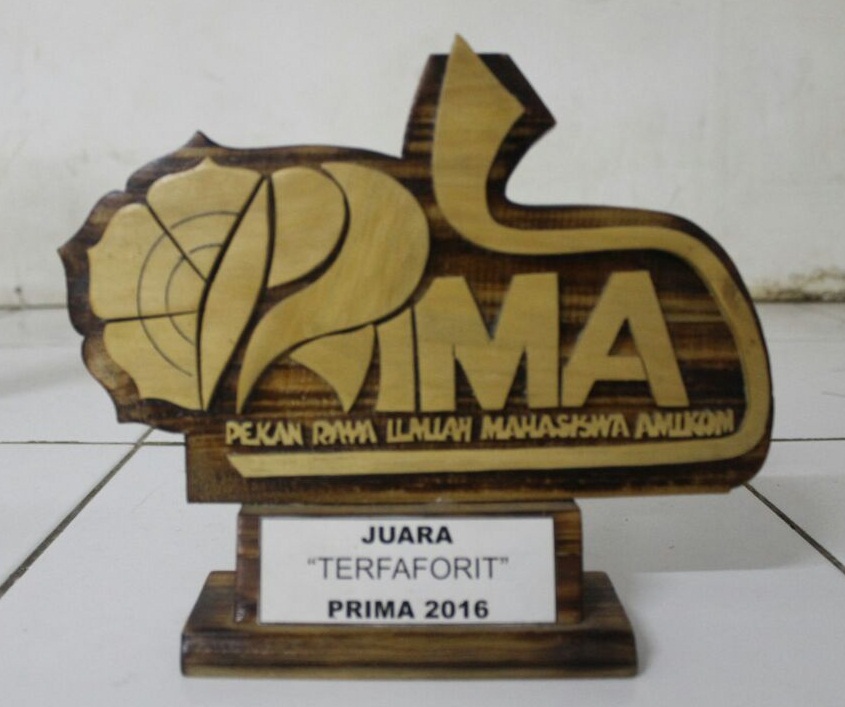 PRIMA
PEKAN RAYA ILMIAH MAHASISWA AMIKOM
JUARA
“TERFAFORIT”
PRIMA 2016